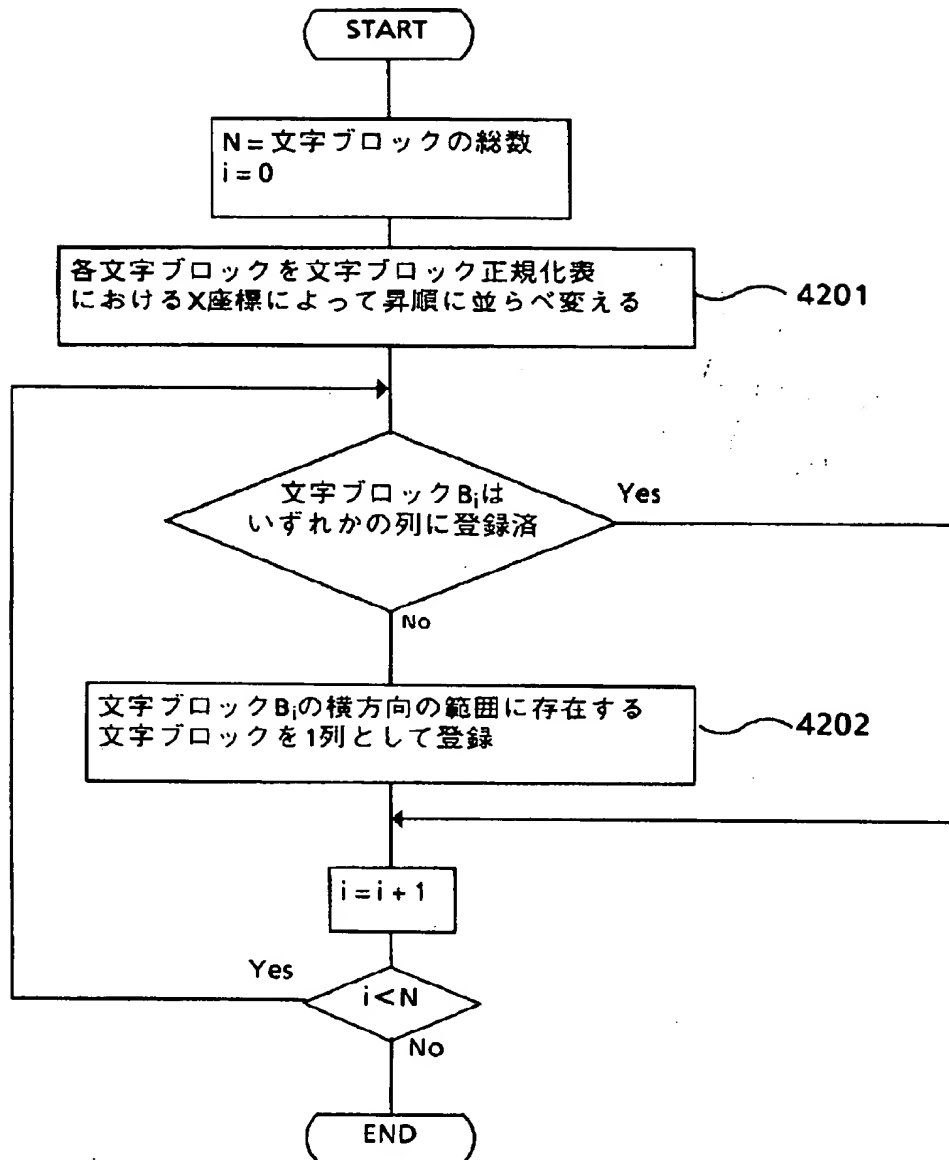 START
N=文字ブロックの総数
i=0
各文字ブロックを文字ブロック正規化表
におけるX座標によって昇順に並らべ変える
4201
文字ブロックBiは
いずれかの列に登録済
Yes
No
文字ブロックBiの横方向の範囲に存在する
文字ブロックを1列として登録
4202
i=i+1
Yes
i<N
No
END